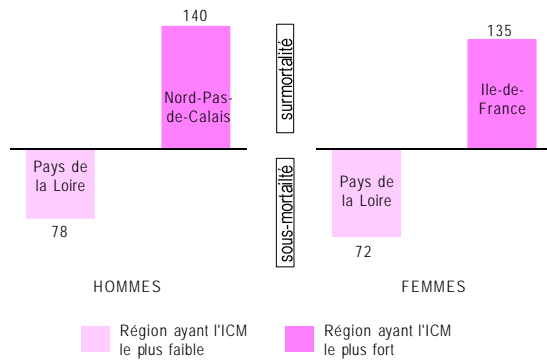 140
135
surmortalité
Nord-Pas-
de-Calais
Ile-de-
France
Pays de
la Loire
Pays de
la Loire
sous-mortailté
78
72
HOMMES
FEMMES
Région ayant l'ICM
le plus faible
Région ayant l'ICM
le plus fort